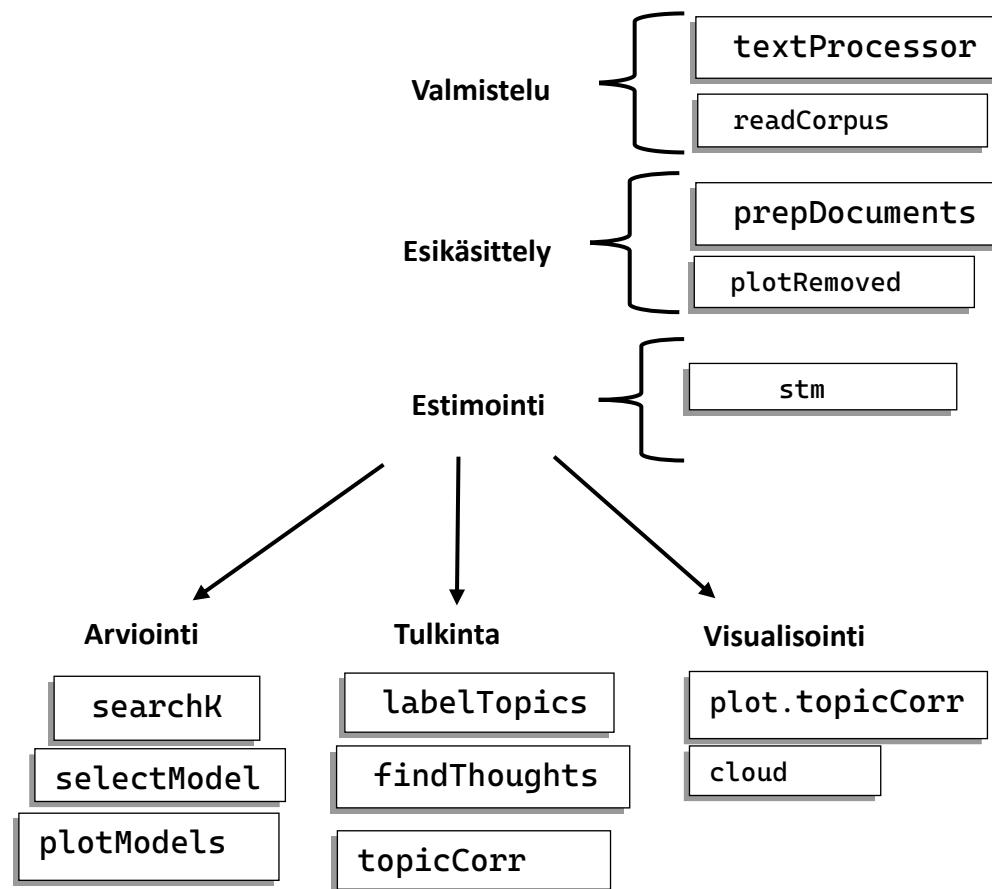 Valmistelu
textProcessor
readCorpus
Esikäsittely
prepDocuments
plotRemoved
Estimointi
stm
Arviointi
searchK
selectModel
plotModels
Tulkinta
labelTopics
findThoughts
topicCorr
Visualisointi
plot.topicCorr
cloud